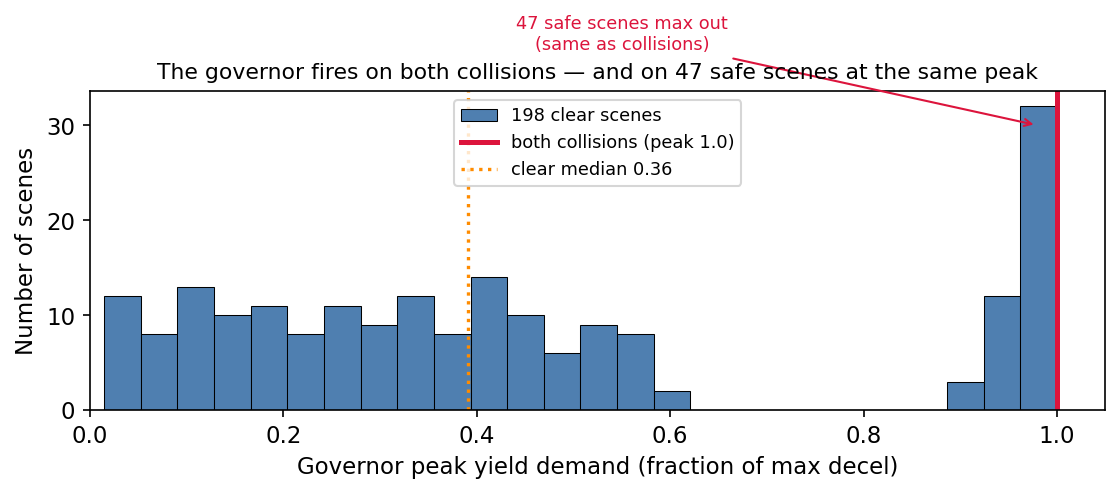 47 safe scenes max out
(same as collisions)
The governor fires on both collisions — and on 47 safe scenes at the same peak
198 clear scenes
both collisions (peak 1.0)
clear median 0.36
Number of scenes
30
20
10
0
0.0 0.2 0.4 0.6 0.8 1.0
Governor peak yield demand (fraction of max decel)